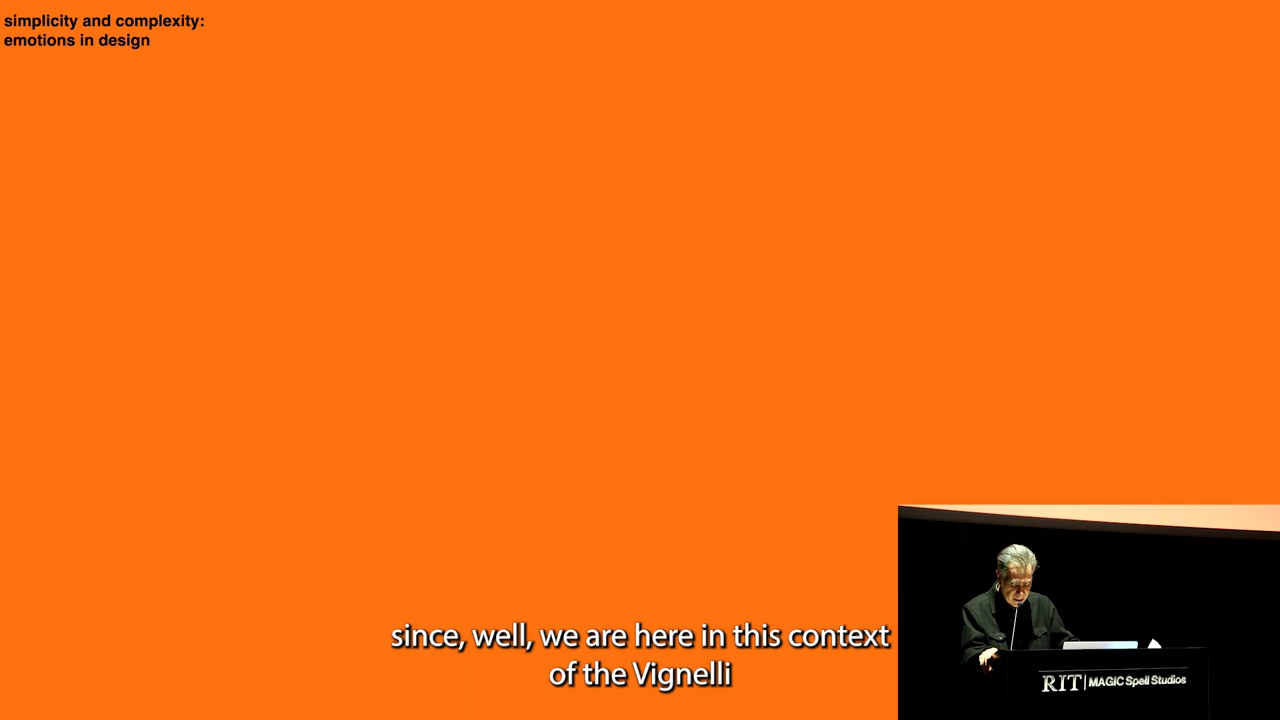 simplicity and complexity:
emotions in design
since, well, we are here in this context
of the Vignelli
RIT | MAGIC Spell Studios